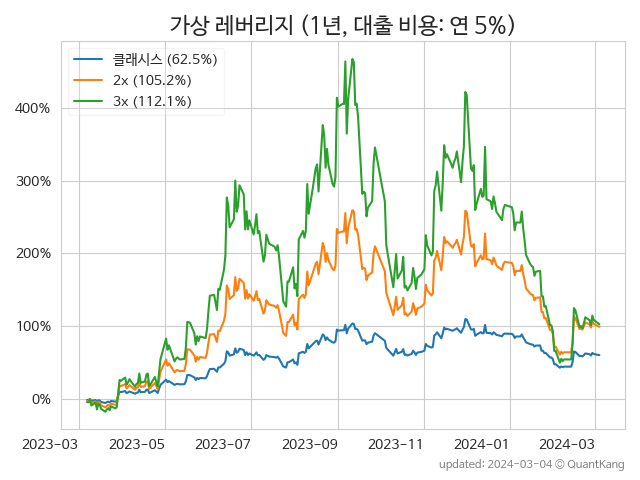 가상 레버리지 (1년, 대출 비용: 연 5%)
클래시스 (62.5%)
2x (105.2%)
3x (112.1%)
400%
300%
200%
100%
0%
2023-03 2023-05 2023-07 2023-09 2023-11 2024-01 2024-03
updated: 2024-03-04 © QuantKang